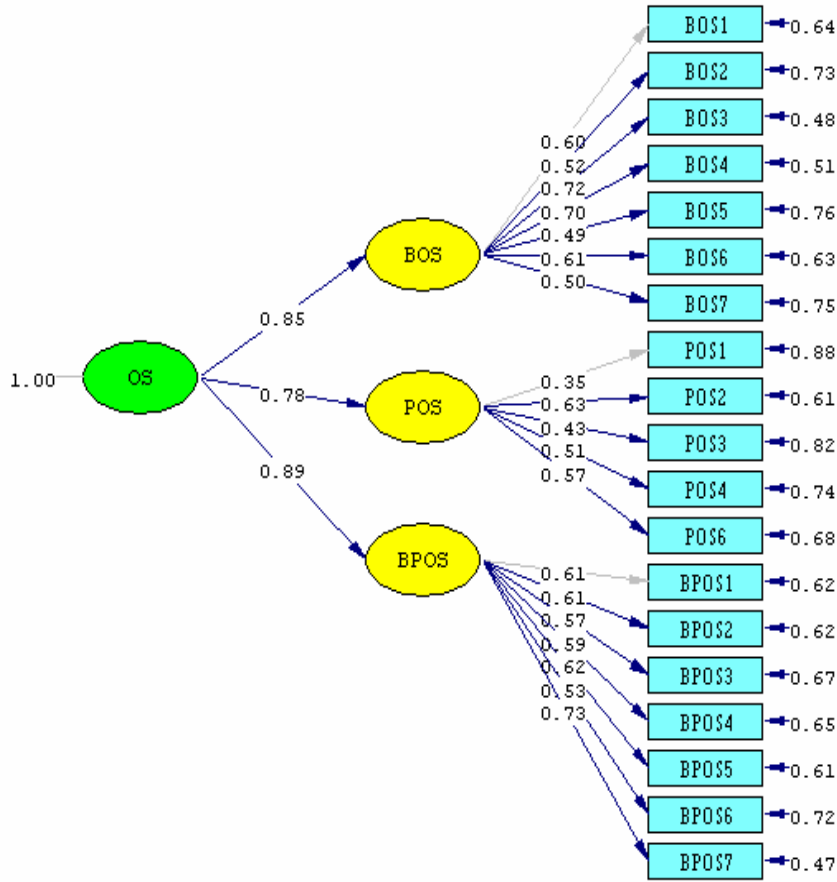 BOS1 0.64
BOS2 0.73
BOS3 0.48
0.60
0.52
BOS4 0.51
0.72
0.70
BOS5 0.76
0.49
BOS
0.61
BOS6 0.63
0.50
BOS7 0.75
0.85
POS1 0.88
1.00
OS
0.35
0.78
POS
0.63
POS2 0.61
0.43
POS3 0.82
0.51
0.57
0.89
POS4 0.74
POS6 0.68
BPOS
0.61
BPOS1 0.62
0.61
0.57
BPOS2 0.62
0.59
0.62
BPOS3 0.67
0.53
0.73
BPOS4 0.65
BPOS5 0.61
BPOS6 0.72
BPOS7 0.47